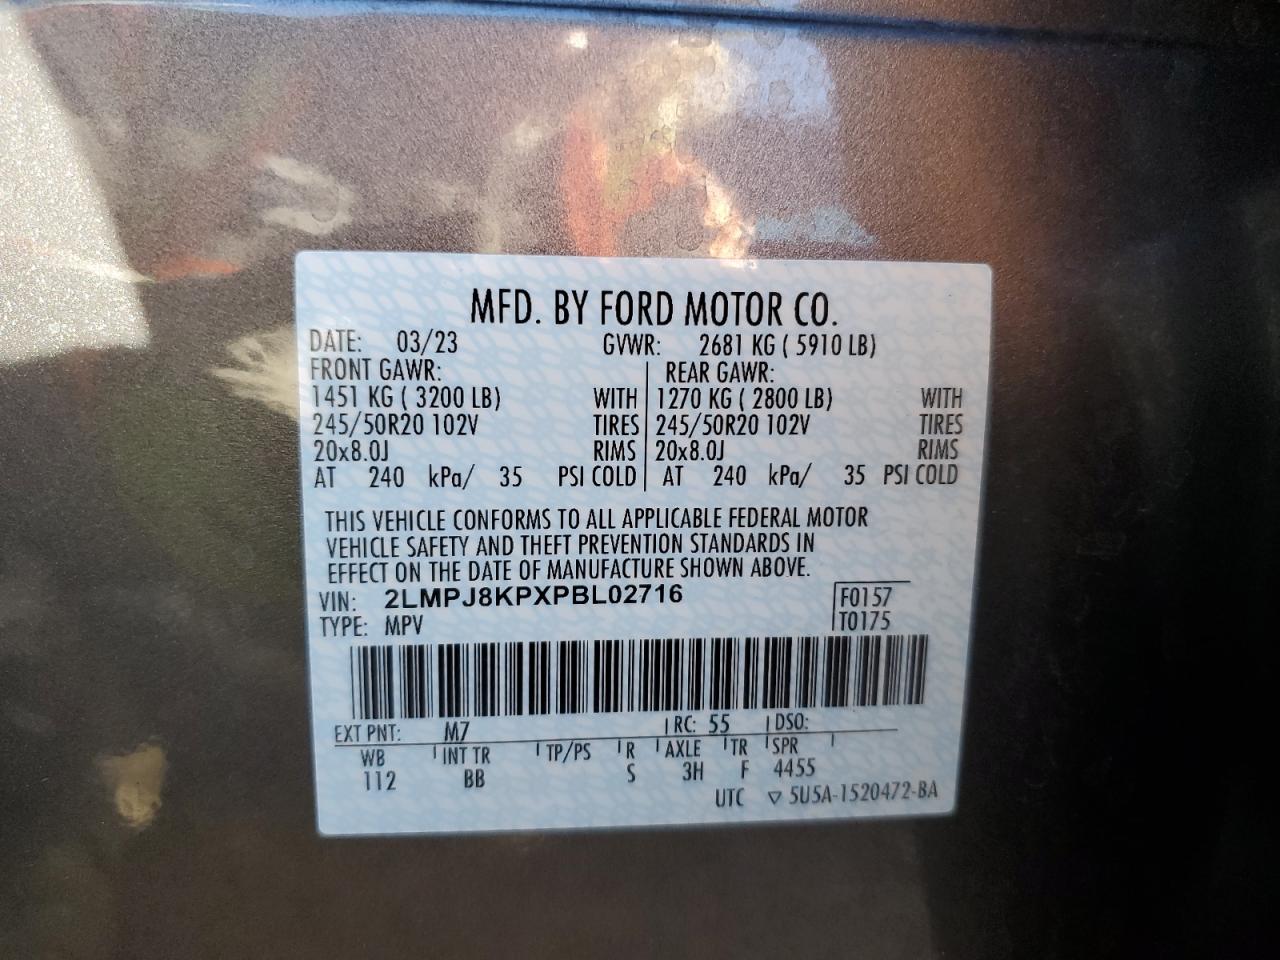 MFD. BY FORD MOTOR CO.
DATE: 03/23 GVWR: 2681 KG ( 5910 LB)
FRONT GAWR: REAR GAWR:
1451 KG ( 3200 LB) WITH 1270 KG ( 2800 LB) WITH
245/50R20 102V TIRES 245/50R20 102V TIRES
20x8.0J RIMS 20x8.0J RIMS
AT 240 kPa/ 35 PSI COLD AT 240 kPa/ 35 PSI COLD
THIS VEHICLE CONFORMS TO ALL APPLICABLE FEDERAL MOTOR
VEHICLE SAFETY AND THEFT PREVENTION STANDARDS IN
EFFECT ON THE DATE OF MANUFACTURE SHOWN ABOVE.
VIN: 2LMPJ8KPXPBL02716 F0157
TYPE: MPV T0175
EXT PNT: M7 RC: 55 DSO:
WB INT TR TP/PS R AXLE TR SPR
112 BB S 3H F 4455
UTC ▽ 5U5A-1520472-BA